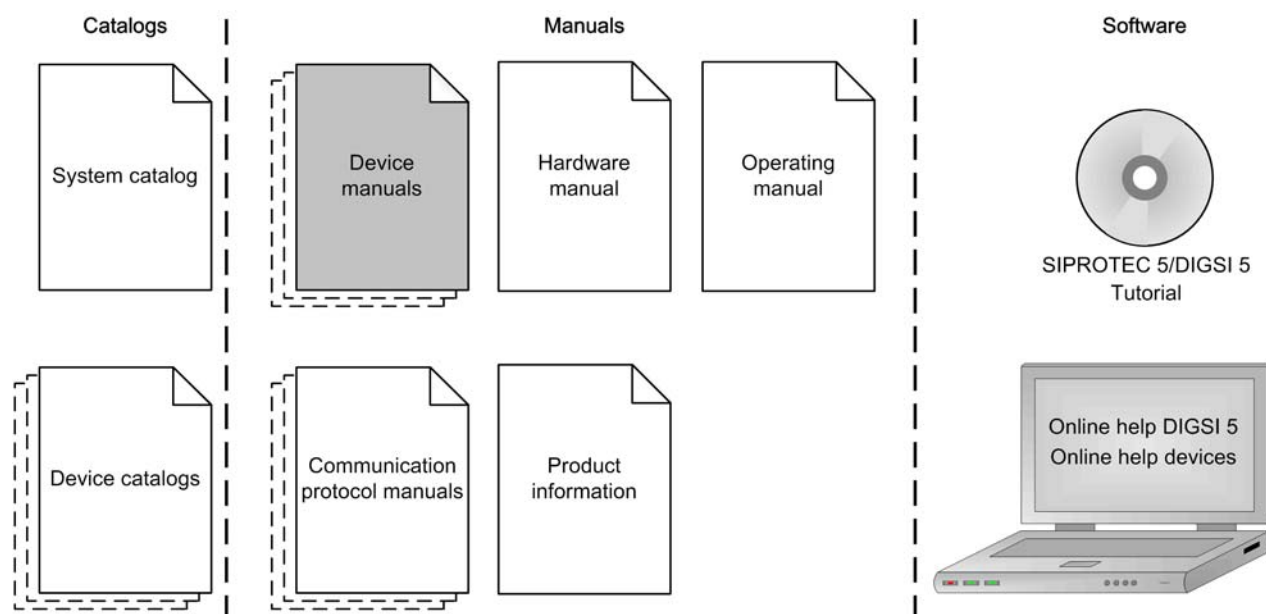 Catalogs
Manuals
Software
System catalog
Device
manuals
Hardware
manual
Operating
manual
SIPROTEC 5/DIGSI 5
Tutorial
Device catalogs
Communication
protocol manuals
Product
information
Online help DIGSI 5
Online help devices